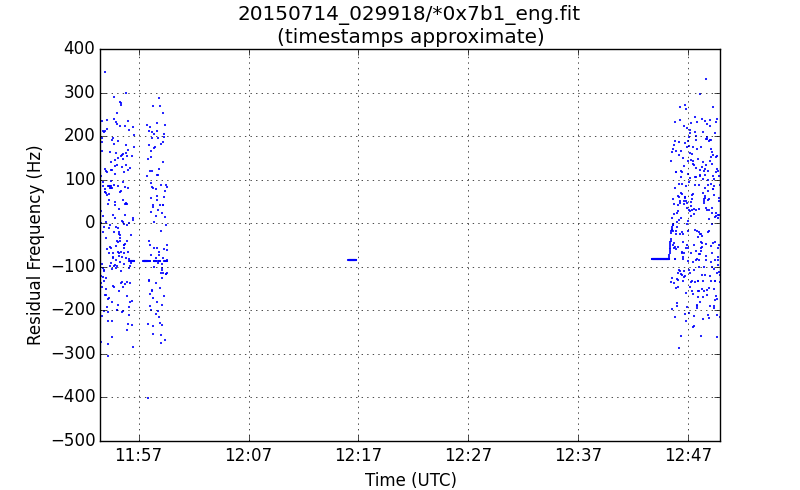 20150714_029918/*0x7b1_eng.fit
(timestamps approximate)
400
300
200
100
0
−100
−200
−300
−400
−500
Residual Frequency (Hz)
11:57 12:07 12:17 12:27 12:37 12:47
Time (UTC)